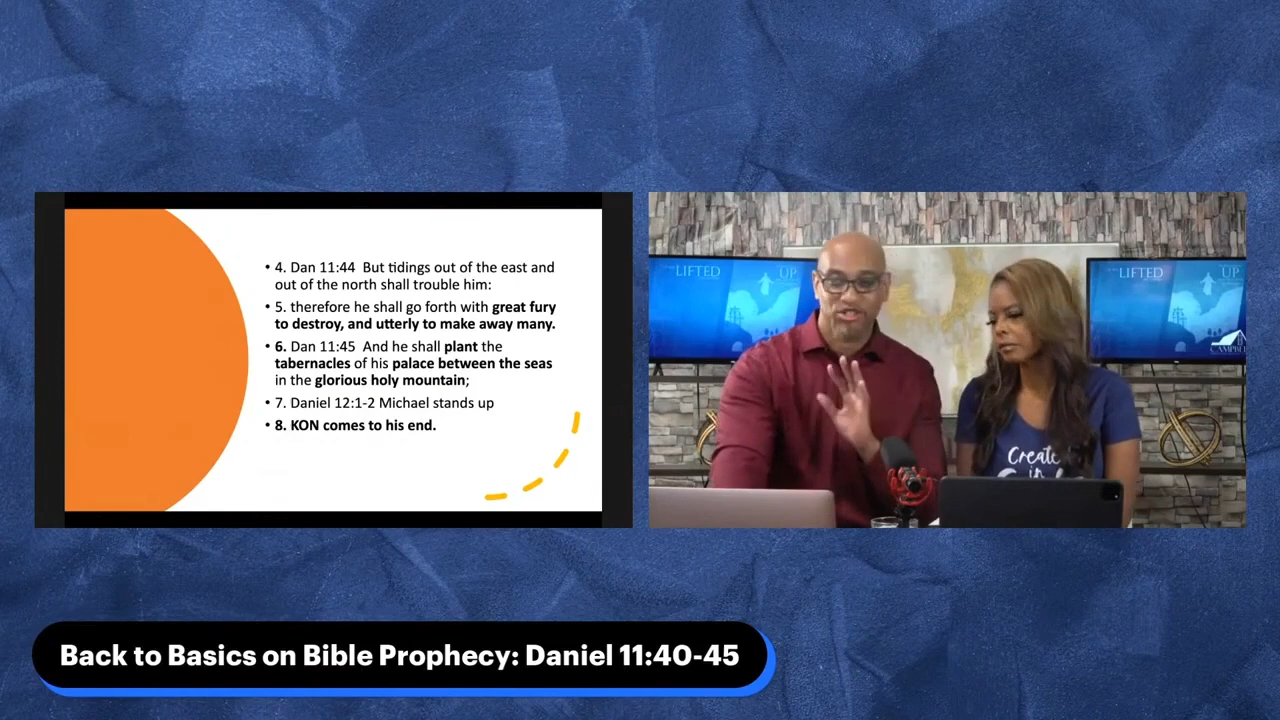 • 4. Dan 11:44 But tidings out of the east and
out of the north shall trouble him:
• 5. therefore he shall go forth with great fury
to destroy, and utterly to make away many.
• 6. Dan 11:45 And he shall plant the
tabernacles of his palace between the seas
in the glorious holy mountain;
• 7. Daniel 12:1-2 Michael stands up
• 8. KON comes to his end.
LIFTED
UP
LIFTED
UP
Create
in
Back to Basics on Bible Prophecy: Daniel 11:40-45